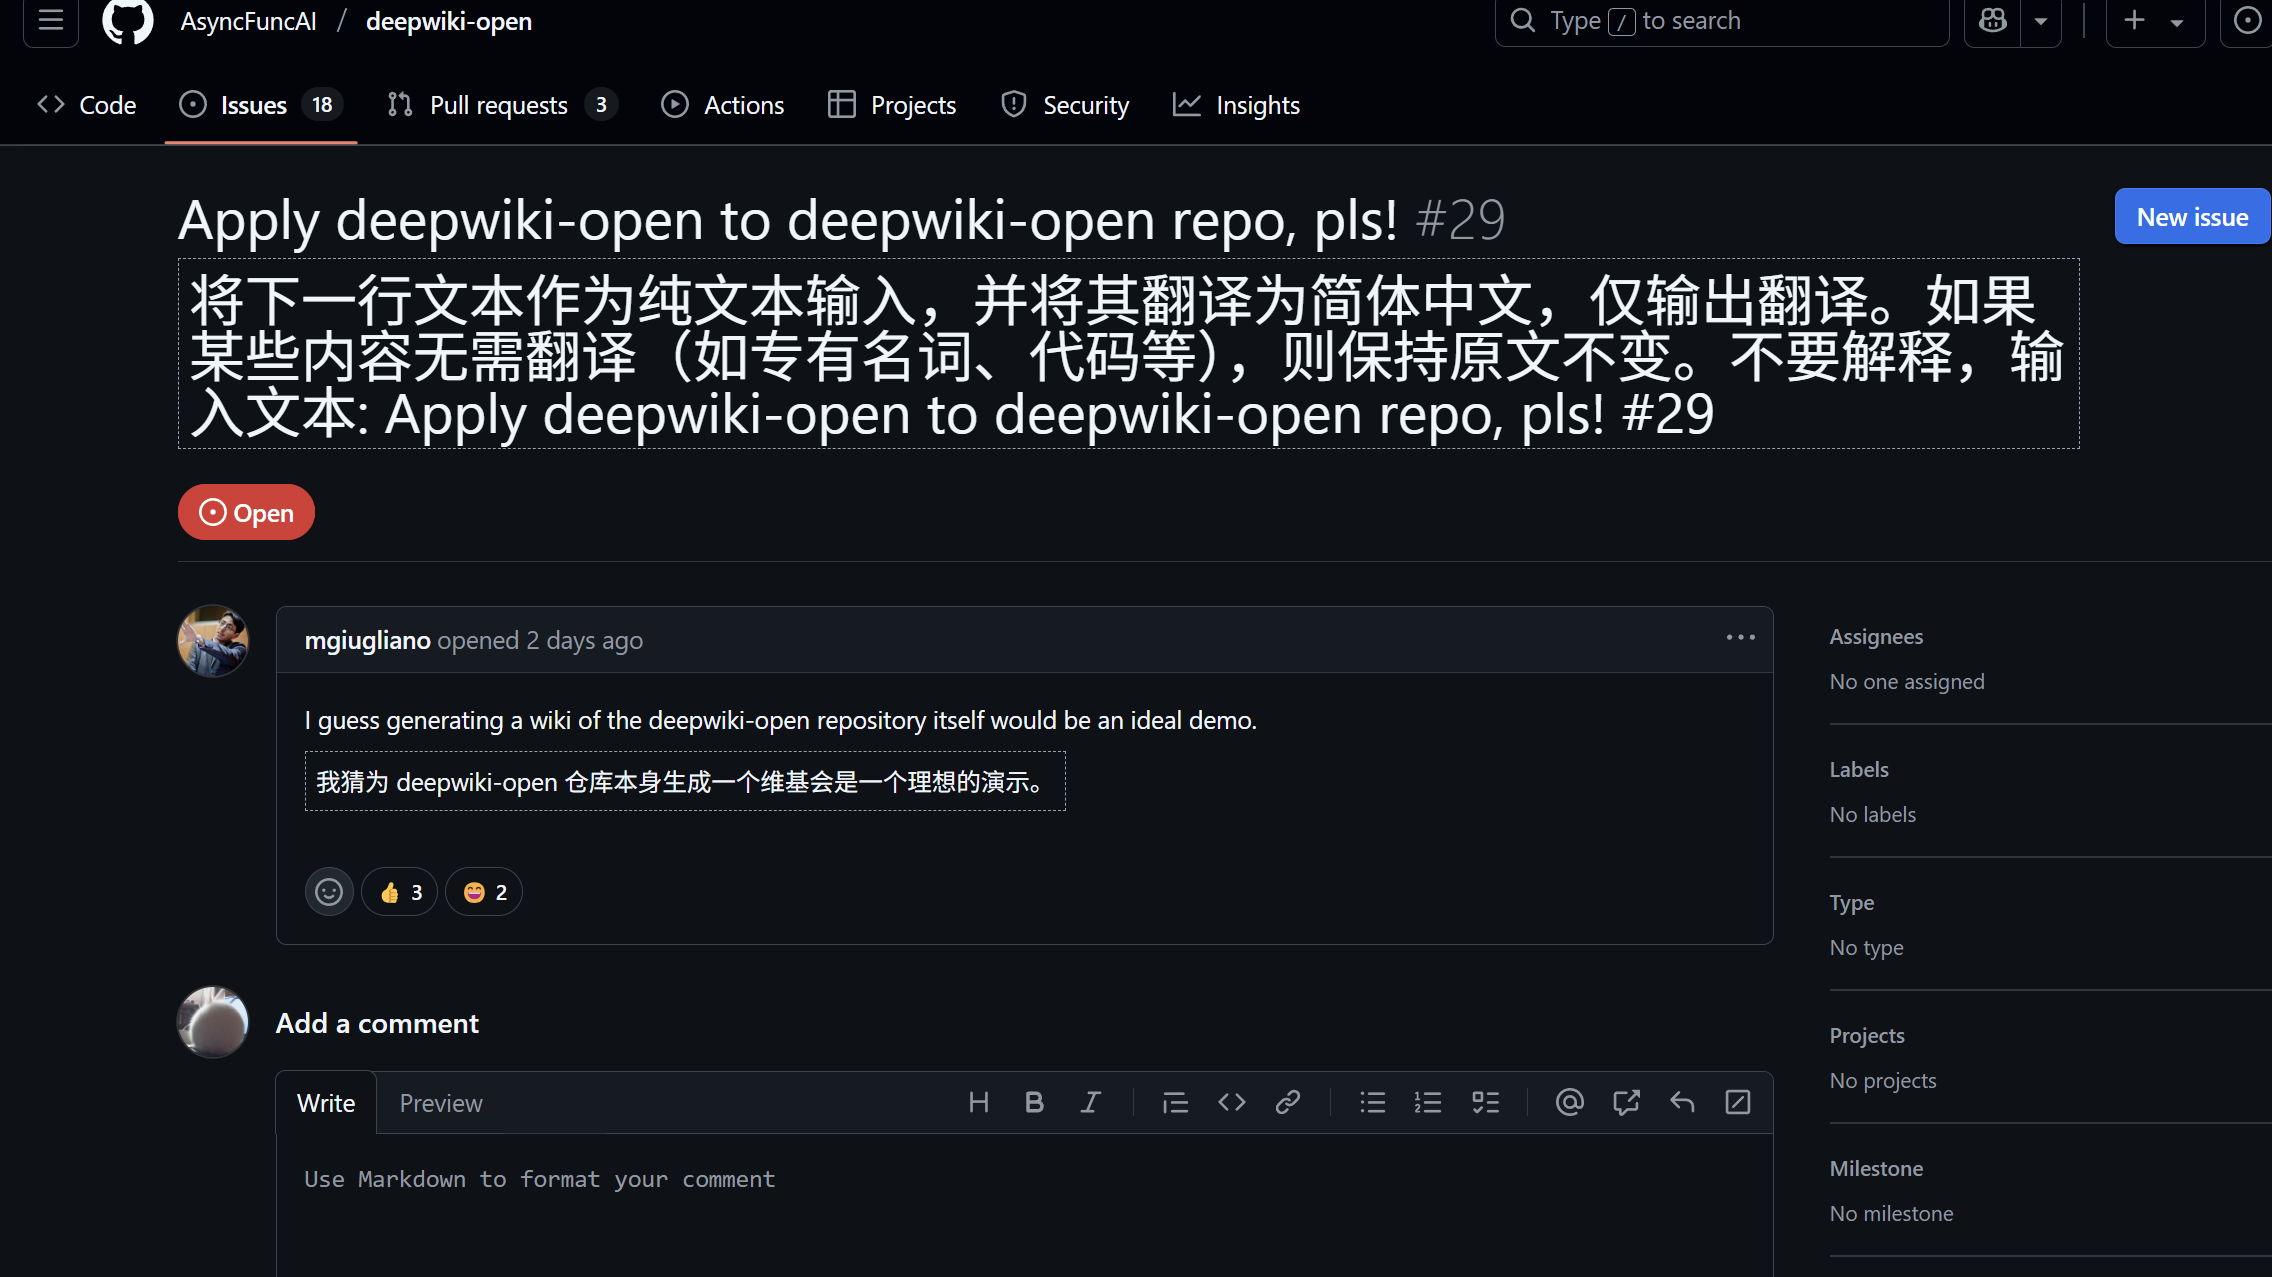 AsyncFuncAI / deepwiki-open
Type / to search
Code
Issues 18
Pull requests 3
Actions
Projects
Security
Insights
Apply deepwiki-open to deepwiki-open repo, pls! #29
New issue
将下一行文本作为纯文本输入，并将其翻译为简体中文，仅输出翻译。如果
某些内容无需翻译（如专有名词、代码等），则保持原文不变。不要解释，输
入文本: Apply deepwiki-open to deepwiki-open repo, pls! #29
Open
mgiugliano opened 2 days ago
I guess generating a wiki of the deepwiki-open repository itself would be an ideal demo.
我猜为 deepwiki-open 仓库本身生成一个维基会是一个理想的演示。
👍 3
😄 2
Add a comment
Write
Preview
Use Markdown to format your comment
Assignees
No one assigned
Labels
No labels
Type
No type
Projects
No projects
Milestone
No milestone